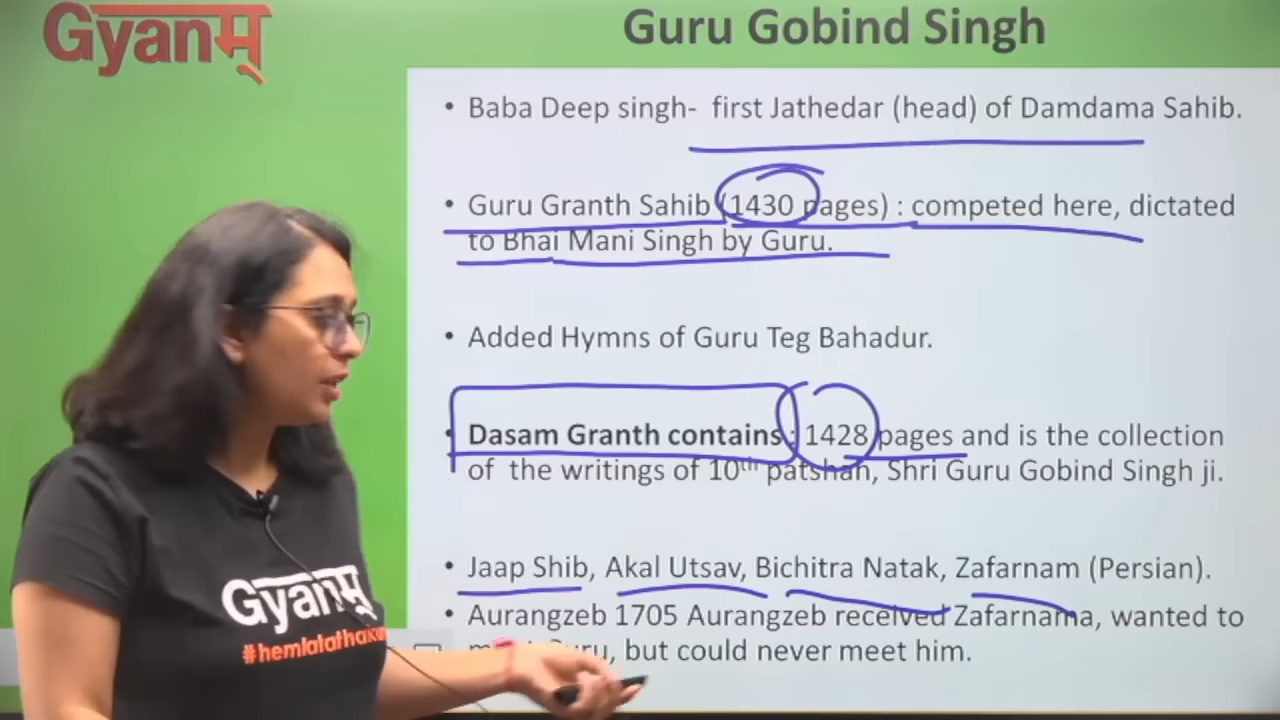 Gyanम्
Guru Gobind Singh
• Baba Deep singh- first Jathedar (head) of Damdama Sahib.
• Guru Granth Sahib (1430 pages) : competed here, dictated
to Bhai Mani Singh by Guru.
• Added Hymns of Guru Teg Bahadur.
• Dasam Granth contains : 1428 pages and is the collection
of the writings of 10th patshah, Shri Guru Gobind Singh ji.
• Jaap Shib, Akal Utsav, Bichitra Natak, Zafarnam (Persian).
• Aurangzeb 1705 Aurangzeb received Zafarnama, wanted to
Guru, but could never meet him.
Gyanम्
#hemlatathakur